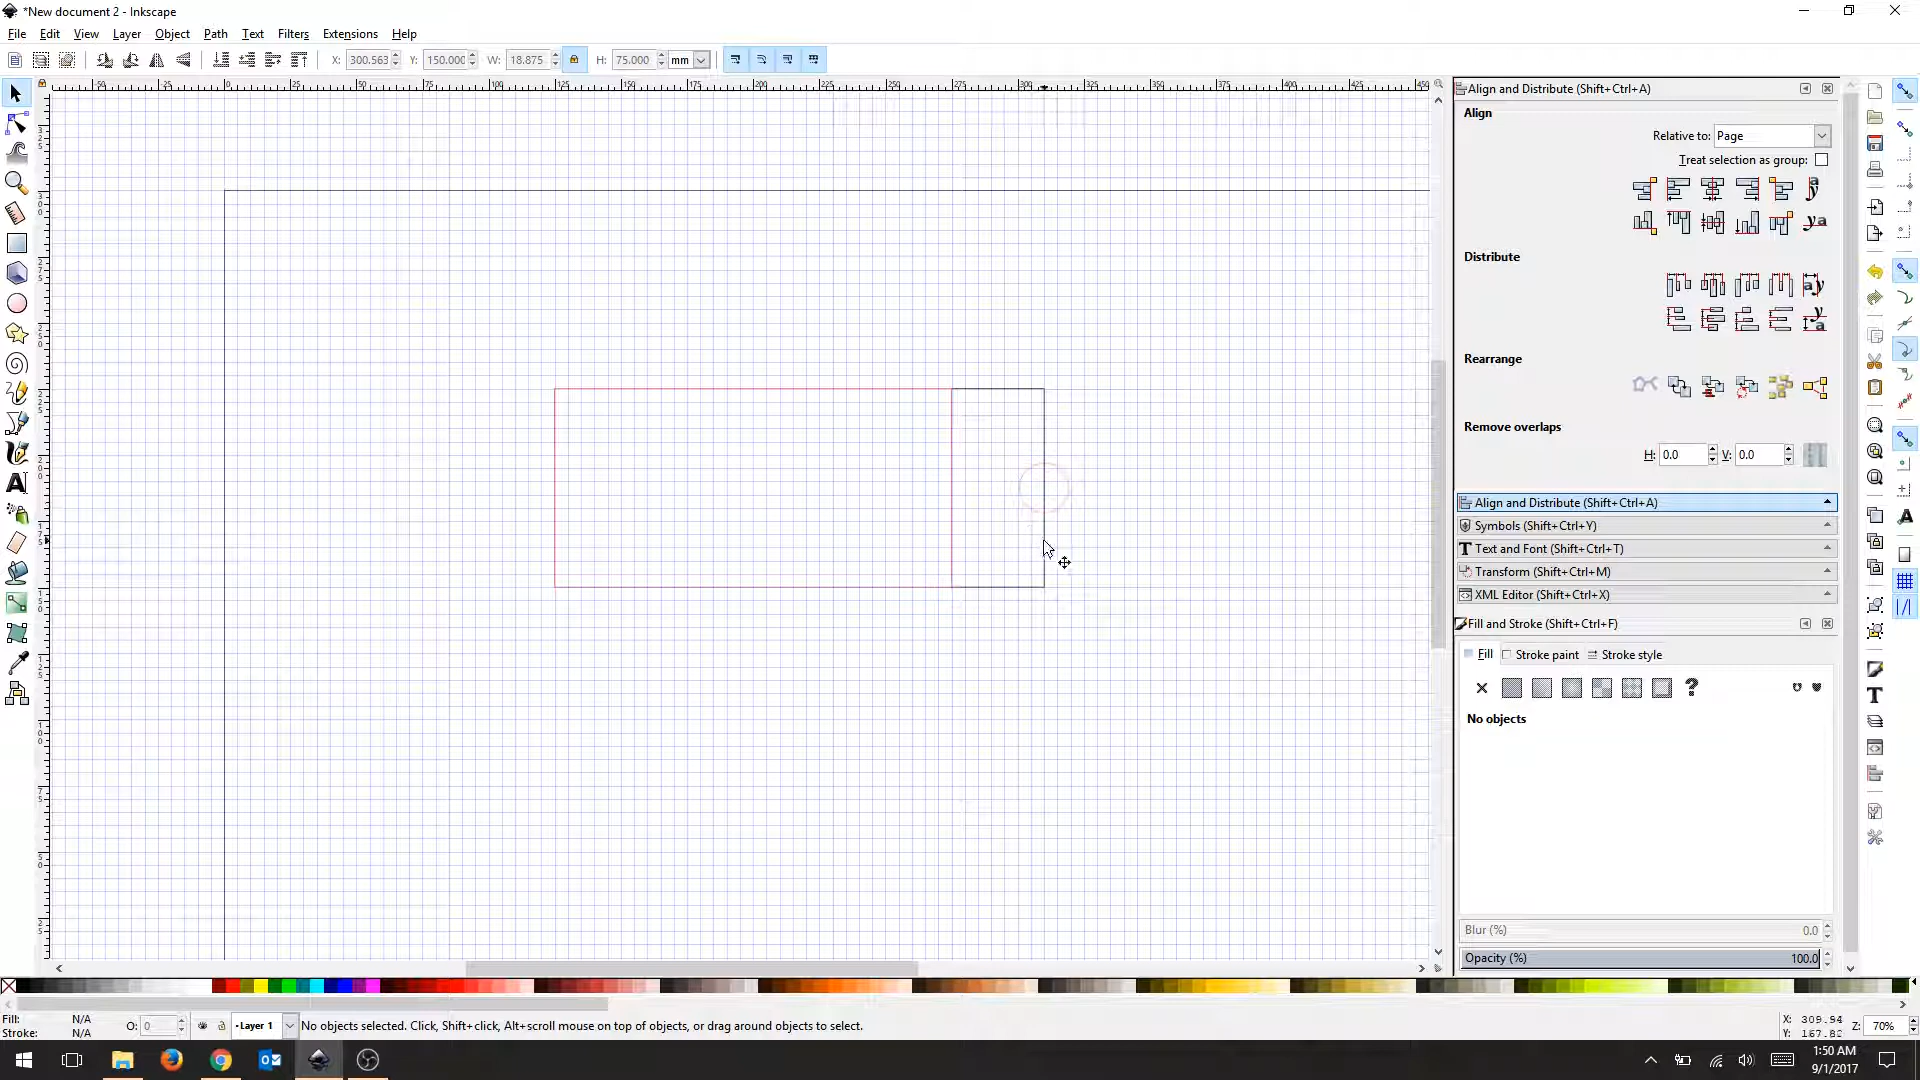 *New document 2 - Inkscape
File Edit View Layer Object Path Text Filters Extensions Help
X: 300.563 Y: 150.000 W: 18.875 H: 75.000 mm
Align and Distribute (Shift+Ctrl+A)
Align
Relative to: Page
Treat selection as group:
Distribute
Rearrange
Remove overlaps
H: 0.0 V: 0.0
Align and Distribute (Shift+Ctrl+A)
Symbols (Shift+Ctrl+Y)
Text and Font (Shift+Ctrl+T)
Transform (Shift+Ctrl+M)
XML Editor (Shift+Ctrl+X)
Fill and Stroke (Shift+Ctrl+F)
Fill Stroke paint Stroke style
No objects
Blur (%) 0.0
Opacity (%) 100.0
Fill: N/A
Stroke: N/A
O: 0 Layer 1 No objects selected. Click, Shift+click, Alt+scroll mouse on top of objects, or drag around objects to select.
X: 309.94
Y: 167.82
Z: 70%
1:50 AM
9/1/2017